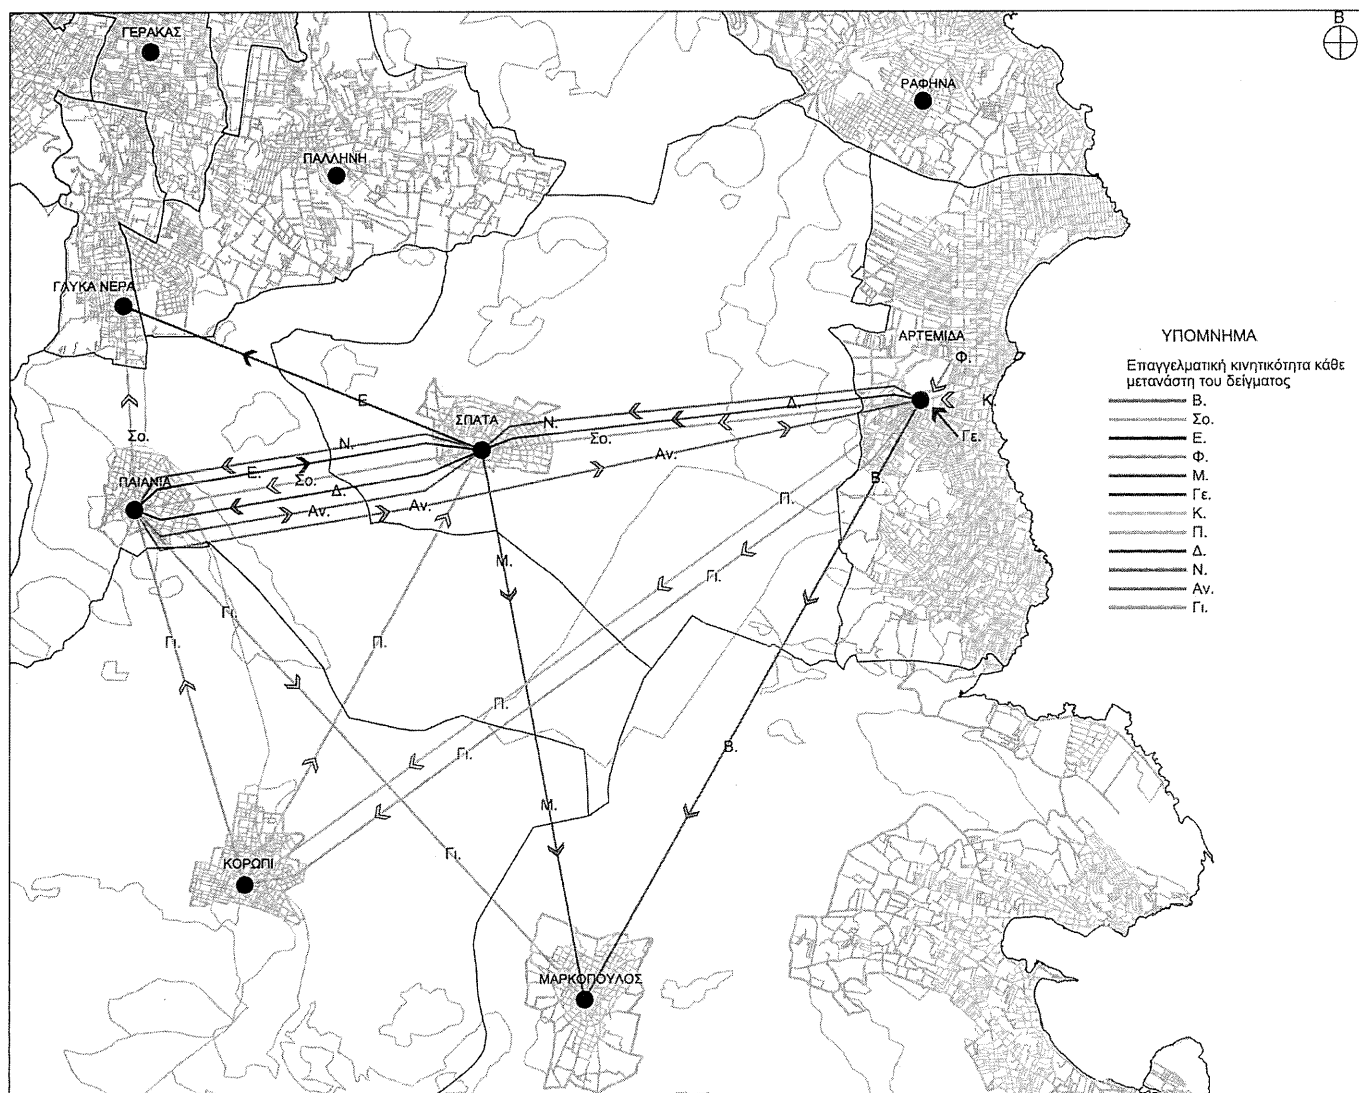 Β
ΓΕΡΑΚΑΣ
ΡΑΦΗΝΑ
ΠΑΛΛΗΝΗ
ΓΛΥΚΑ ΝΕΡΑ
ΑΡΤΕΜΙΔΑ
Φ.
Κ.
Γε.
ΥΠΟΜΝΗΜΑ
Επαγγελματική κινητικότητα κάθε
μετανάστη του δείγματος
Β.
Σο.
Ε.
Φ.
Μ.
Γε.
Κ.
Π.
Δ.
Ν.
Αν.
Γι.
Ε
ΣΠΑΤΑ
Ν.
Δ.
Σο.
Αν.
Β.
Σο.
Ν.
Ε.
Σο.
Δ.
Αν.
Αν.
ΠΑΙΑΝΙΑ
Π.
Μ.
Γι.
Γι.
Γι.
Π.
Π.
Γι.
Β.
Μ.
Γι.
ΚΟΡΩΠΙ
ΜΑΡΚΟΠΟΥΛΟΣ